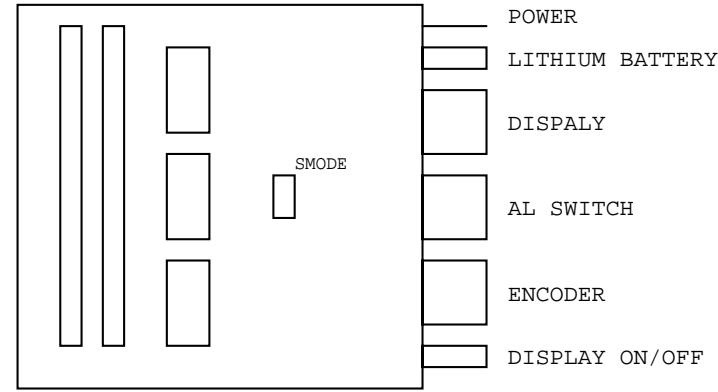 POWER
LITHIUM BATTERY
DISPALY
SMODE
AL SWITCH
ENCODER
DISPLAY ON/OFF